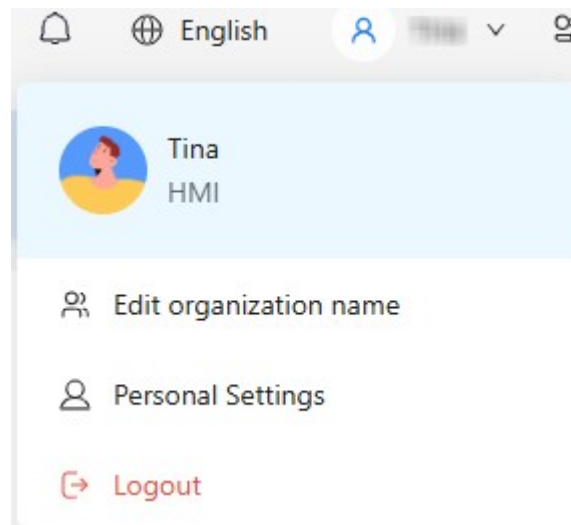 English
Tina
HMI
Edit organization name
Personal Settings
Logout